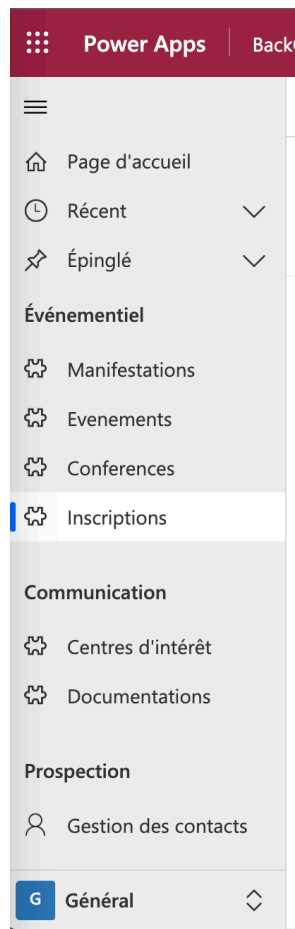 Power Apps
Page d'accueil
Récent
Épinglé
Événementiel
Manifestations
Evenements
Conferences
Inscriptions
Communication
Centres d'intérêt
Documentations
Prospection
Gestion des contacts
G Général